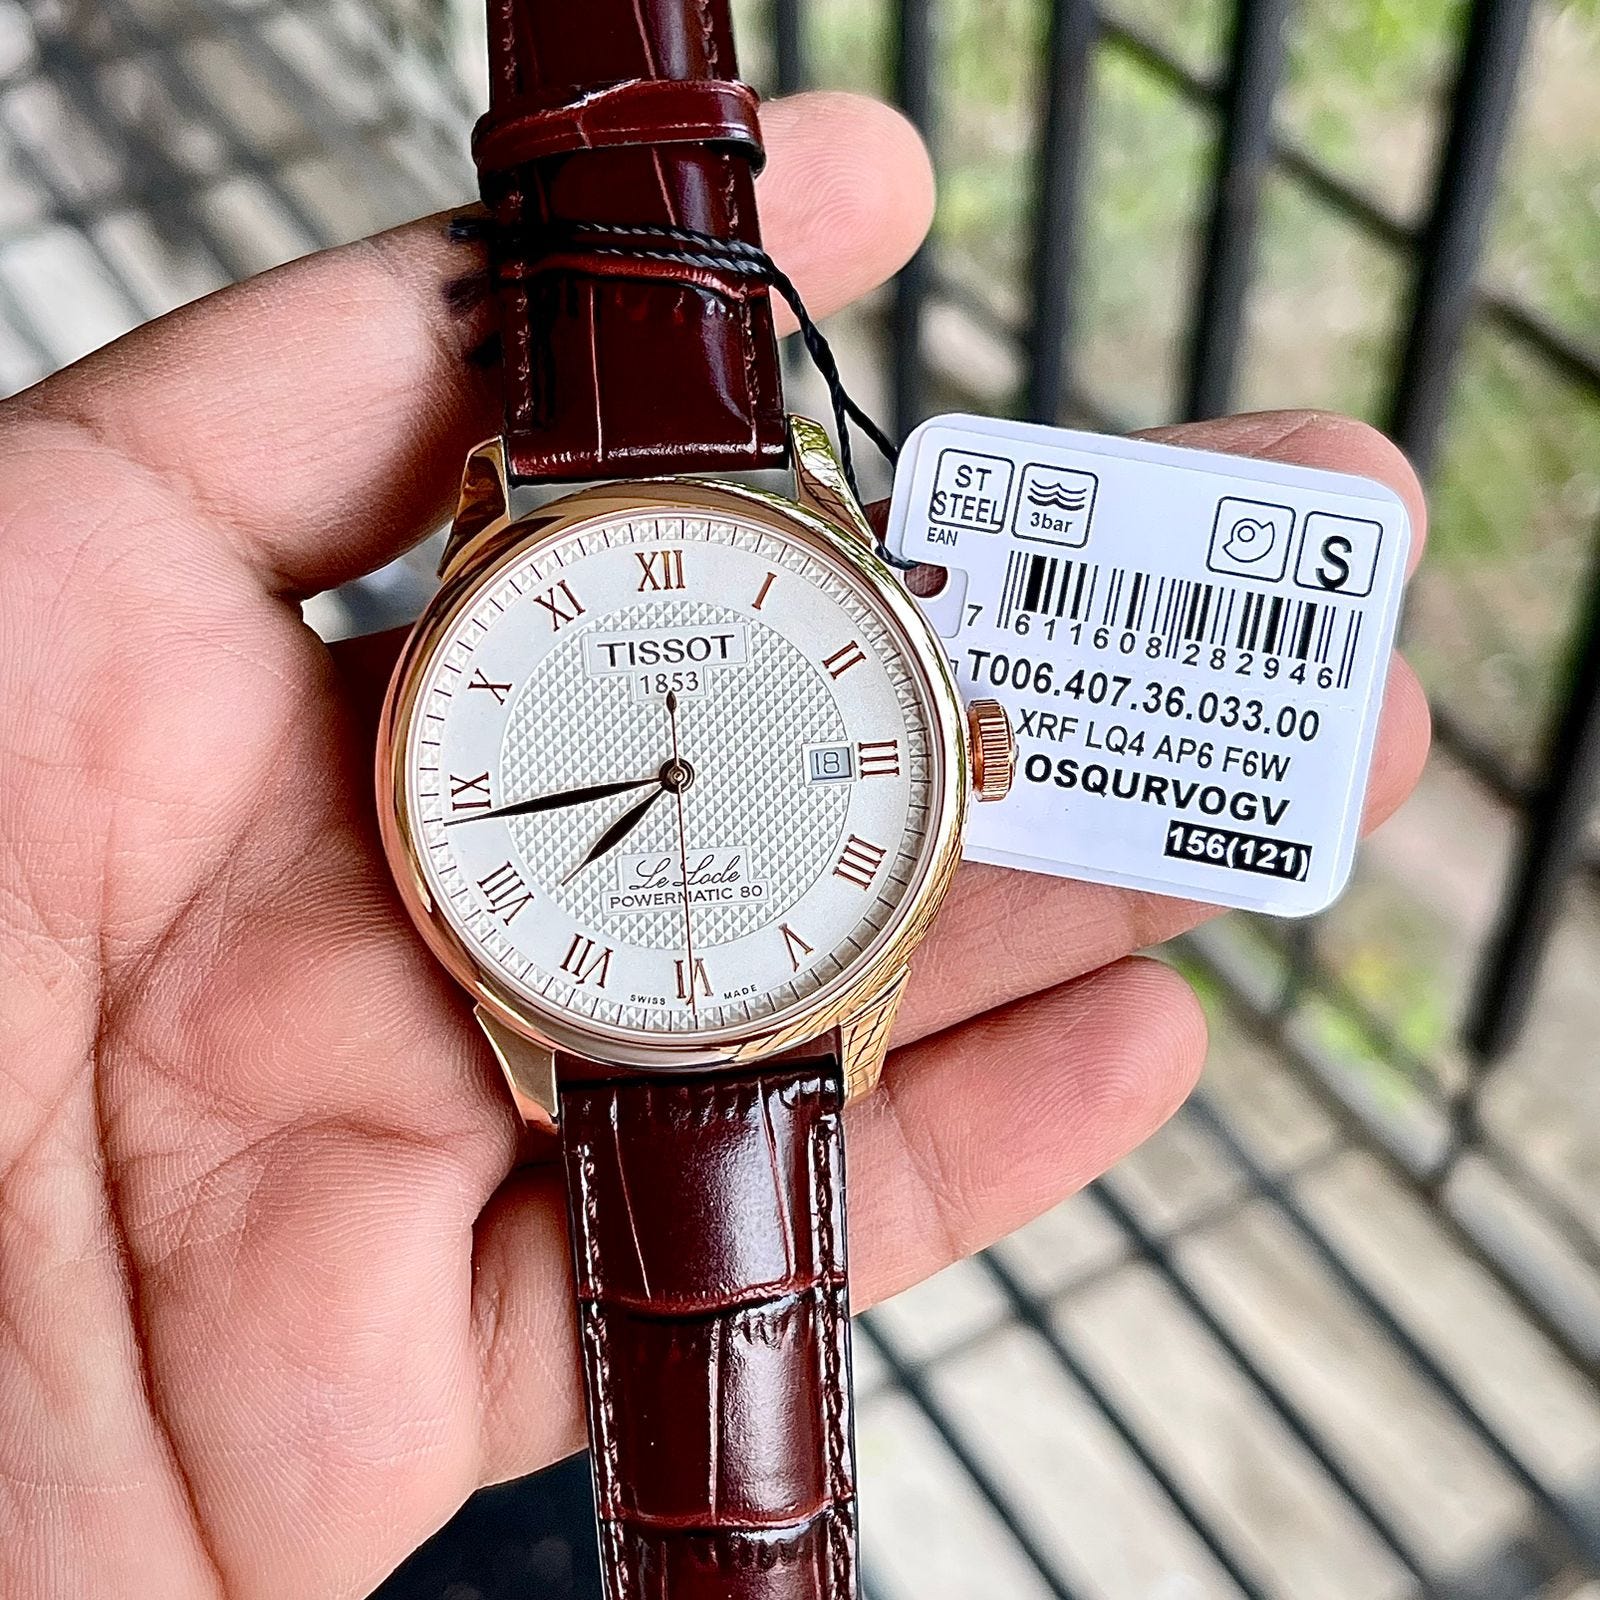 XII
I
II
III
IIII
V
VI
VII
VIII
IX
X
XI
TISSOT
1853
18
Le Locle
POWERMATIC 80
SWISS MADE
ST
STEEL
3bar
S
EAN
7 611608 282946
T006.407.36.033.00
XRF LQ4 AP6 F6W
OSQURVOGV
156(121)